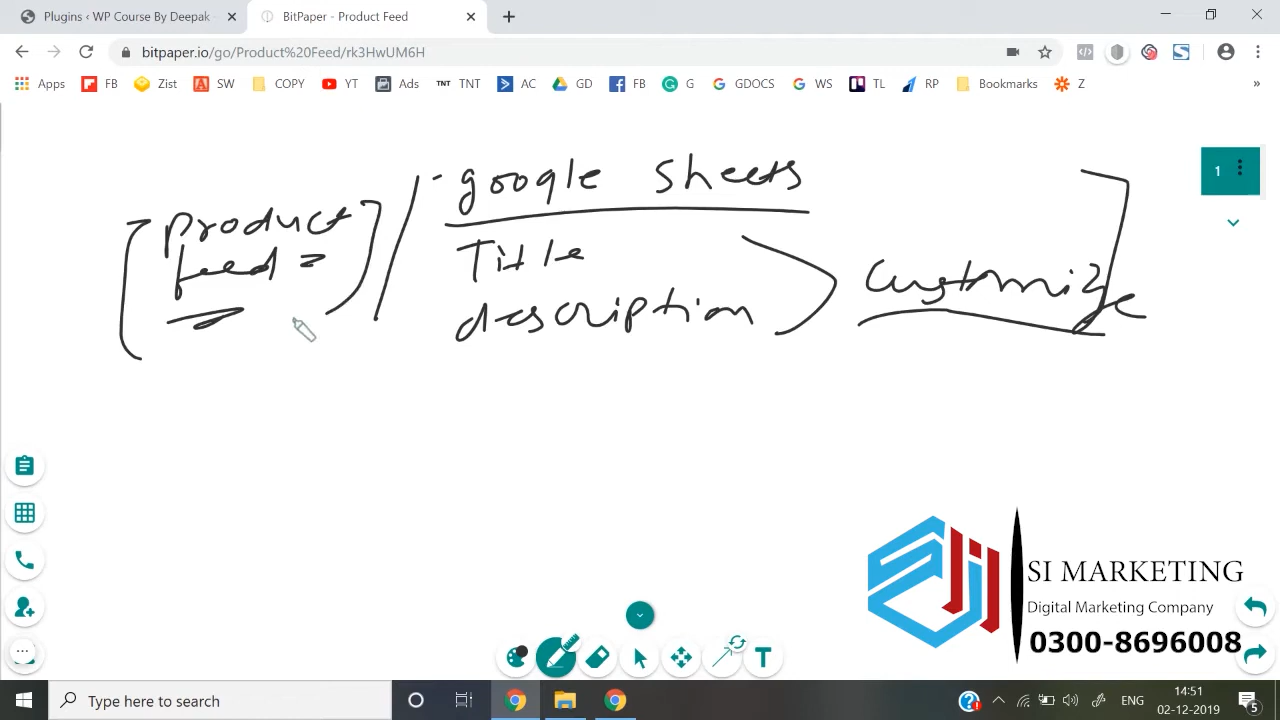 Plugins ‹ WP Course By Deepak
BitPaper - Product Feed
bitpaper.io/go/Product%20Feed/rk3HwUM6H
Apps FB Zist SW COPY YT Ads TNT TNT AC GD FB G GDOCS WS TL RP Bookmarks Z »
- google sheets
product
feed =
Title
description
customize
1
SI MARKETING
Digital Marketing Company
0300-8696008
T
Type here to search
ENG
14:51
02-12-2019
5